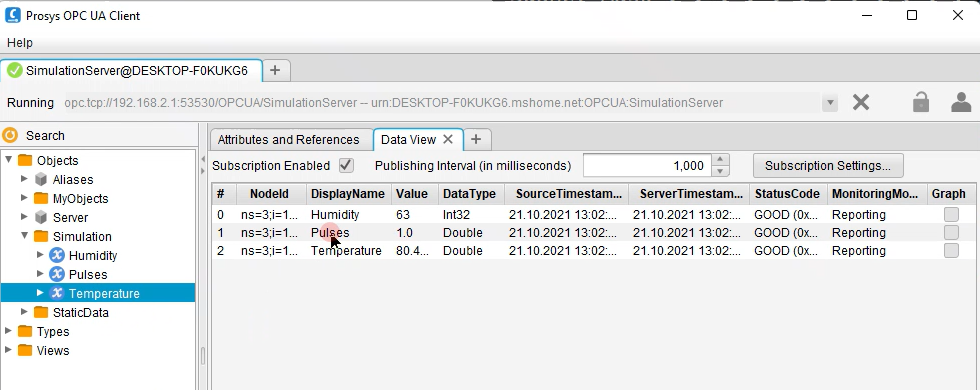 Prosys OPC UA Client
Help
SimulationServer@DESKTOP-F0KUKG6 +
Running opc.tcp://192.168.2.1:53530/OPCUA/SimulationServer -- urn:DESKTOP-F0KUKG6.mshome.net:OPCUA:SimulationServer
Search
Objects
Aliases
MyObjects
Server
Simulation
Humidity
Pulses
Temperature
StaticData
Types
Views
Attributes and References Data View +
Subscription Enabled Publishing Interval (in milliseconds) 1,000 Subscription Settings...
# NodeId DisplayName Value DataType SourceTimestam... ServerTimestam... StatusCode MonitoringMo... Graph
0 ns=3;i=1... Humidity 63 Int32 21.10.2021 13:02:... 21.10.2021 13:02:... GOOD (0x... Reporting
1 ns=3;i=1... Pulses 1.0 Double 21.10.2021 13:02:... 21.10.2021 13:02:... GOOD (0x... Reporting
2 ns=3;i=1... Temperature 80.4... Double 21.10.2021 13:02:... 21.10.2021 13:02:... GOOD (0x... Reporting